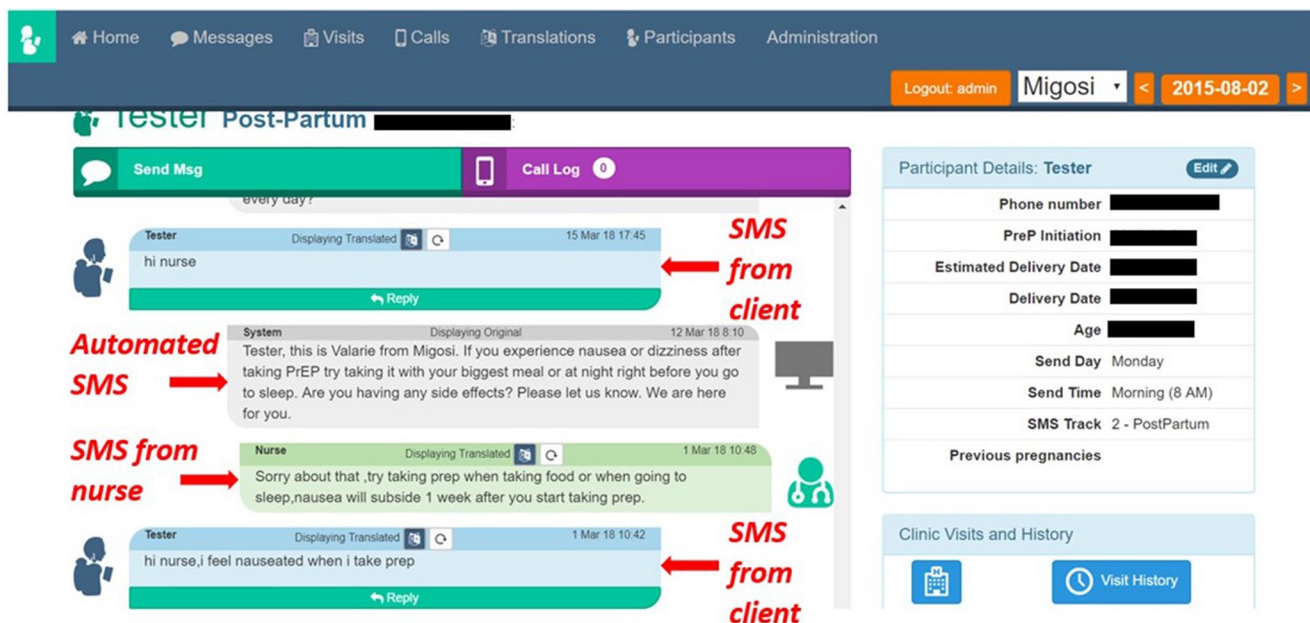 Home Messages Visits Calls Translations Participants Administration
Logout: admin Migosi < 2015-08-02 >
Tester Post-Partum
Send Msg Call Log 0
every day?
Tester Displaying Translated 15 Mar 18 17:45
hi nurse
Reply
SMS
from
client
System Displaying Original 12 Mar 18 8:10
Tester, this is Valarie from Migosi. If you experience nausea or dizziness after
taking PrEP try taking it with your biggest meal or at night right before you go
to sleep. Are you having any side effects? Please let us know. We are here
for you.
Automated
SMS
Nurse Displaying Translated 1 Mar 18 10:48
Sorry about that ,try taking prep when taking food or when going to
sleep,nausea will subside 1 week after you start taking prep.
SMS from
nurse
Tester Displaying Translated 1 Mar 18 10:42
hi nurse,i feel nauseated when i take prep
Reply
SMS
from
client
Participant Details: Tester Edit
Phone number
PreP Initiation
Estimated Delivery Date
Delivery Date
Age
Send Day Monday
Send Time Morning (8 AM)
SMS Track 2 - PostPartum
Previous pregnancies
Clinic Visits and History
H
Visit History